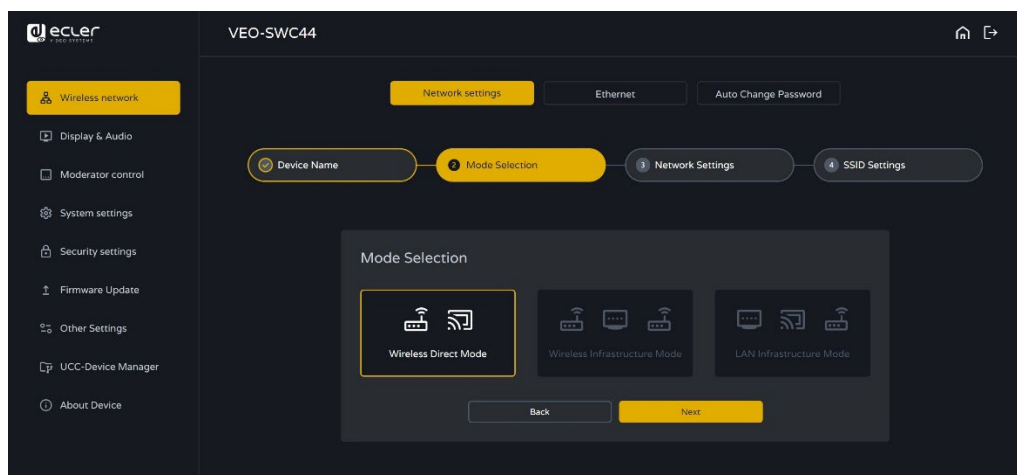 ecler
VEO-SWC44
Wireless network
Display & Audio
Moderator control
System settings
Security settings
Firmware Update
Other Settings
UCC-Device Manager
About Device
Network settings
Ethernet
Auto Change Password
Device Name
2 Mode Selection
3 Network Settings
4 SSID Settings
Mode Selection
Wireless Direct Mode
Wireless Infrastructure Mode
LAN Infrastructure Mode
Back
Next